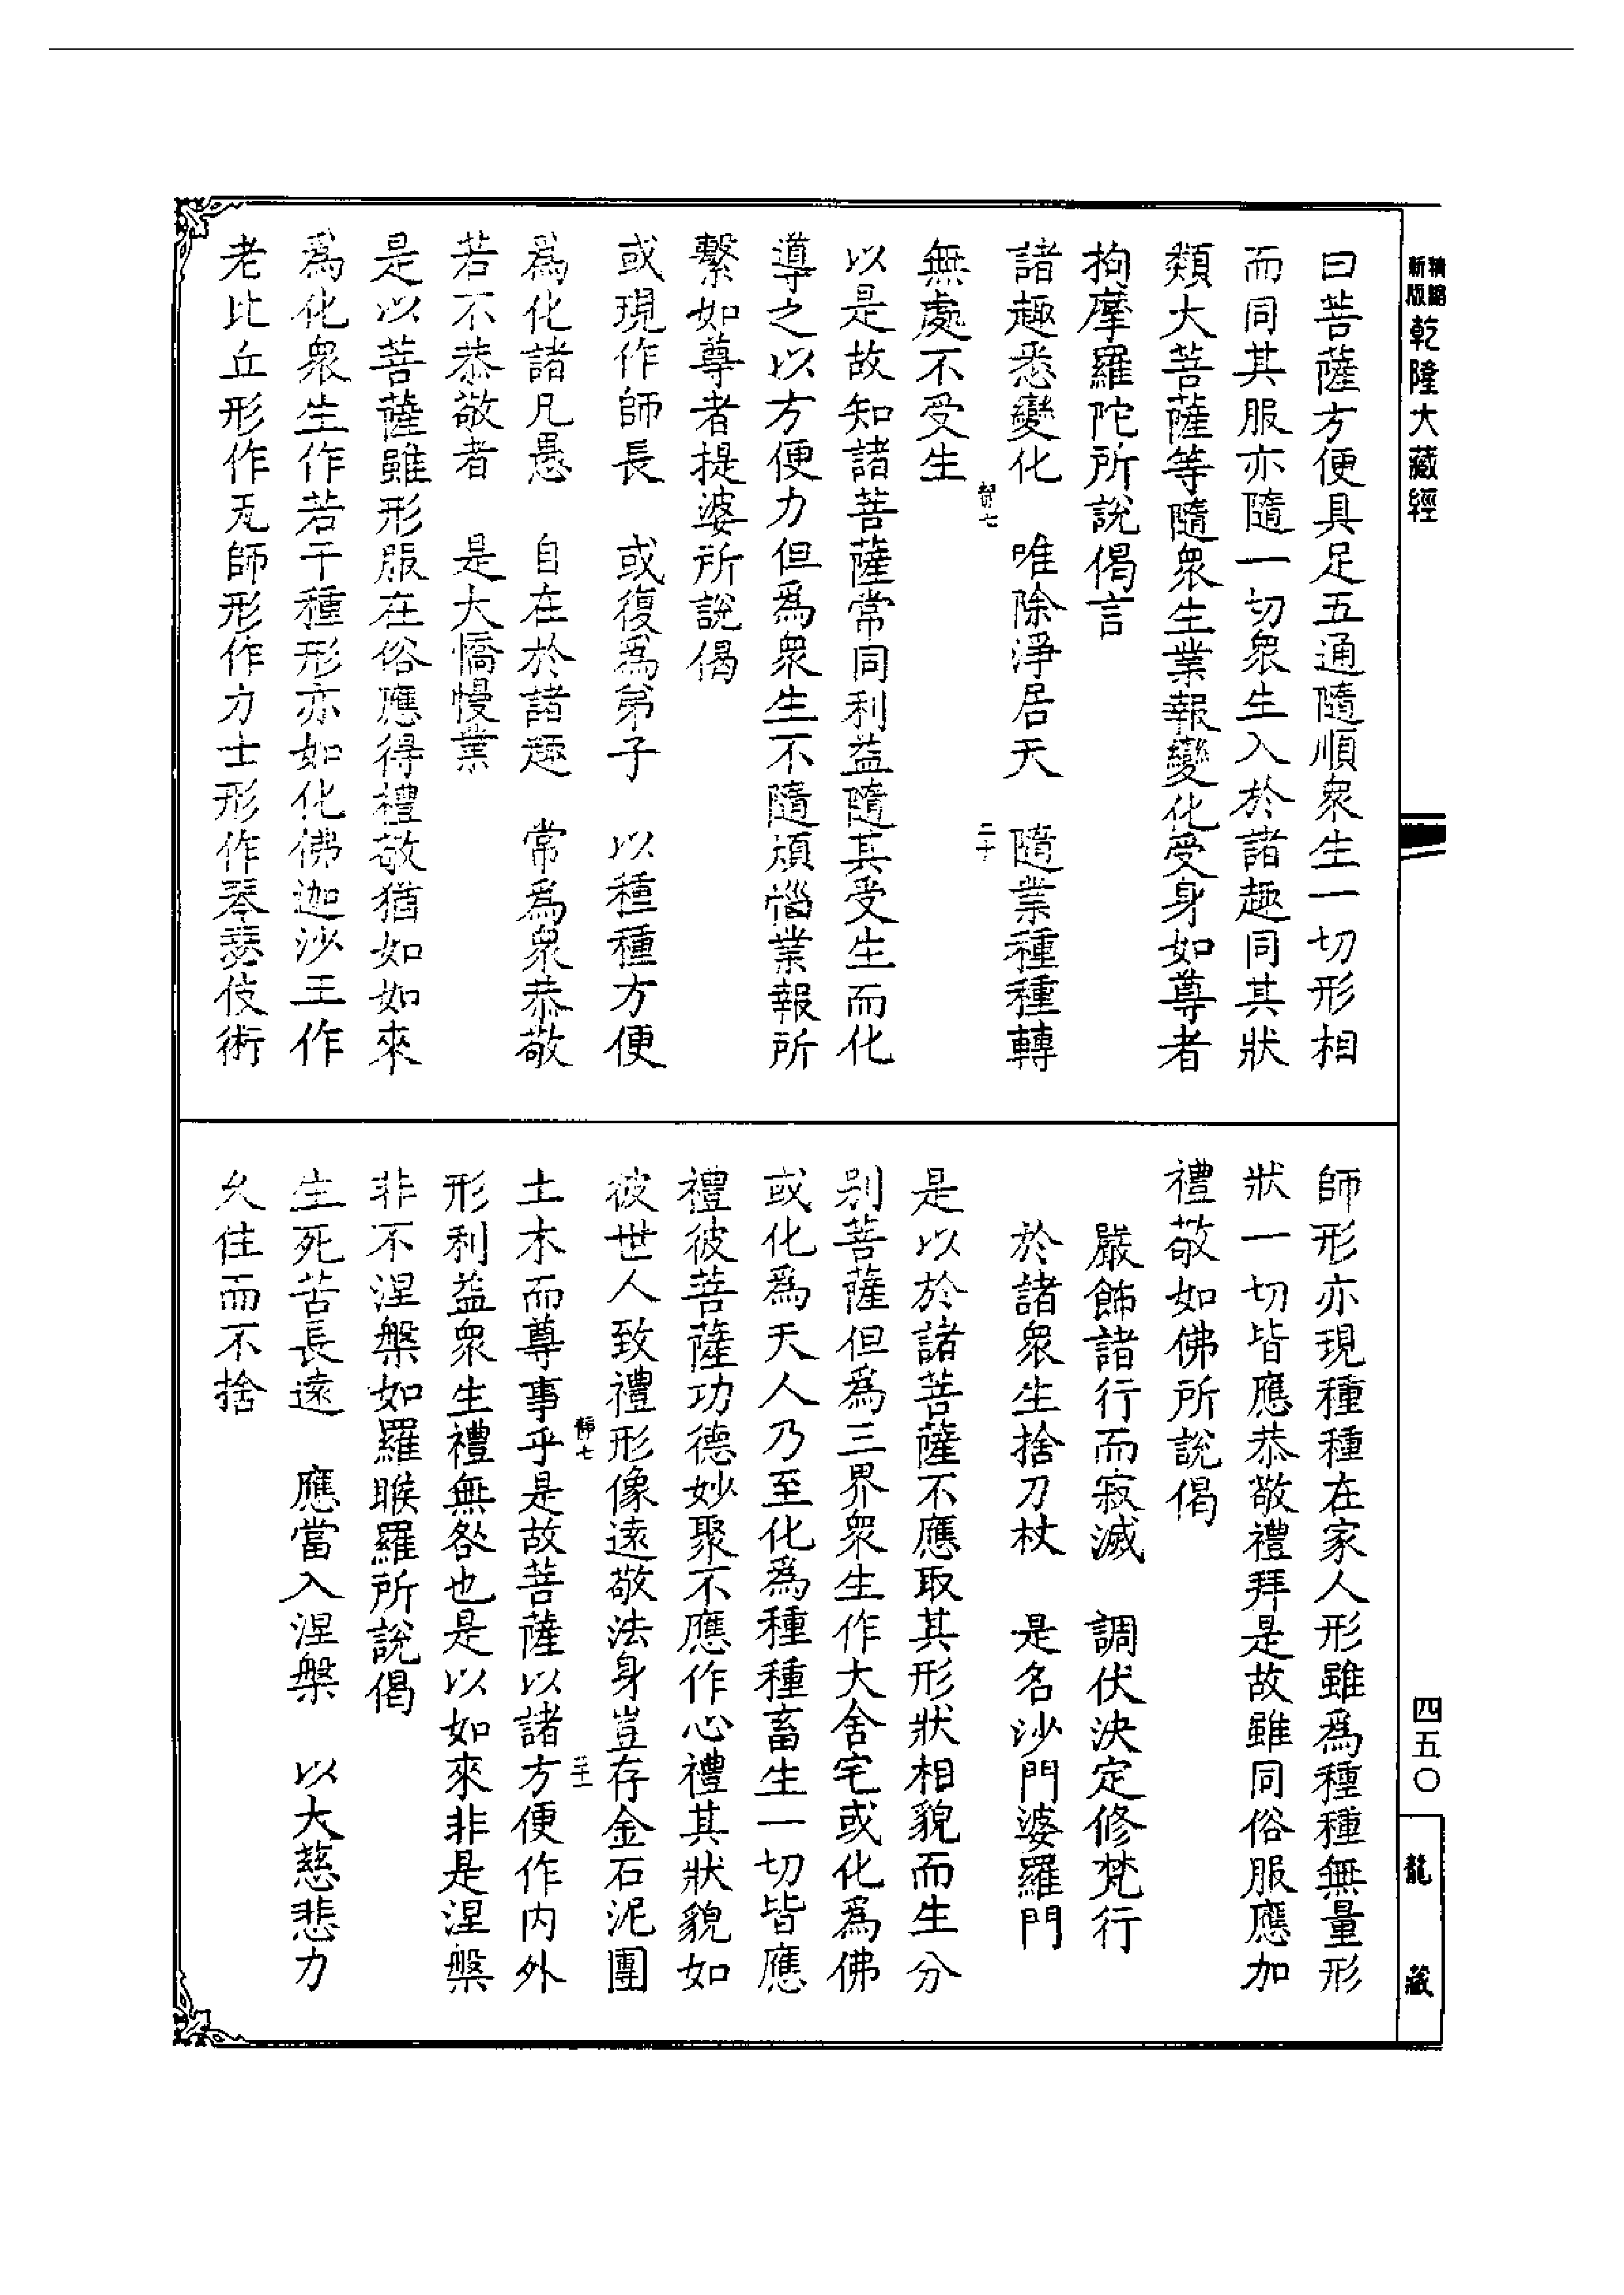 精縮
新版
乾隆大藏經
曰菩薩方便具足五通隨順衆生一切形相
而同其服亦隨一切衆生入於諸趣同其狀
類大菩薩等隨衆生業報變化受身如尊者
拘摩羅陀所說偈言
諸趣悉變化　唯除淨居天　隨業種種轉
無處不受生
以是故知諸菩薩常同利益隨其受生而化
導之以方便力但爲衆生不隨煩惱業報所
繫如尊者提婆所說偈
或現作師長　或復爲弟子　以種種方便
爲化諸凡愚　自在於諸趣　常爲衆恭敬
若不恭敬者　是大憍慢業
是以菩薩雖形服在俗應得禮敬猶如如來
爲化衆生作若干種形亦如化佛迦沙王作
老比丘形作瓦師形作力士形作琴瑟伎術
師形亦現種種在家人形雖爲種種無量形
狀一切皆應恭敬禮拜是故雖同俗服應加
禮敬如佛所說偈
嚴飾諸行而寂滅　調伏決定修梵行
於諸衆生捨刀杖　是名沙門婆羅門
是以於諸菩薩不應取其形狀相貌而生分
別菩薩但爲三界衆生作大舍宅或化爲佛
或化爲天人乃至化爲種種畜生一切皆應
禮彼菩薩功德妙聚不應作心禮其狀貌如
彼世人致禮形像遠敬法身豈存金石泥團
靜七
二十一
土木而尊事乎是故菩薩以諸方便作内外
形利益衆生禮無咎也是以如來非是涅槃
非不涅槃如羅睺羅所說偈
生死苦長遠　應當入涅槃　以大慈悲力
久住而不捨
四五〇
龍藏